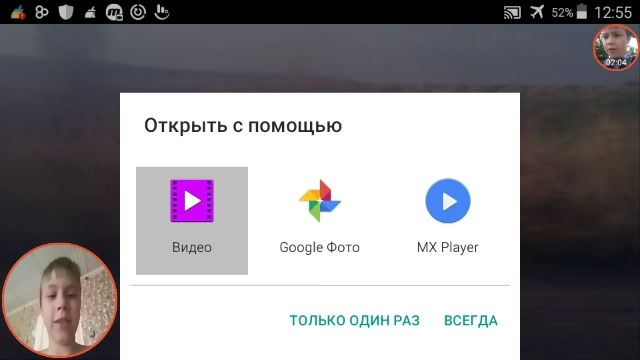 52% 12:55
02:04
Открыть с помощью
Видео Google Фото MX Player
ТОЛЬКО ОДИН РАЗ ВСЕГДА